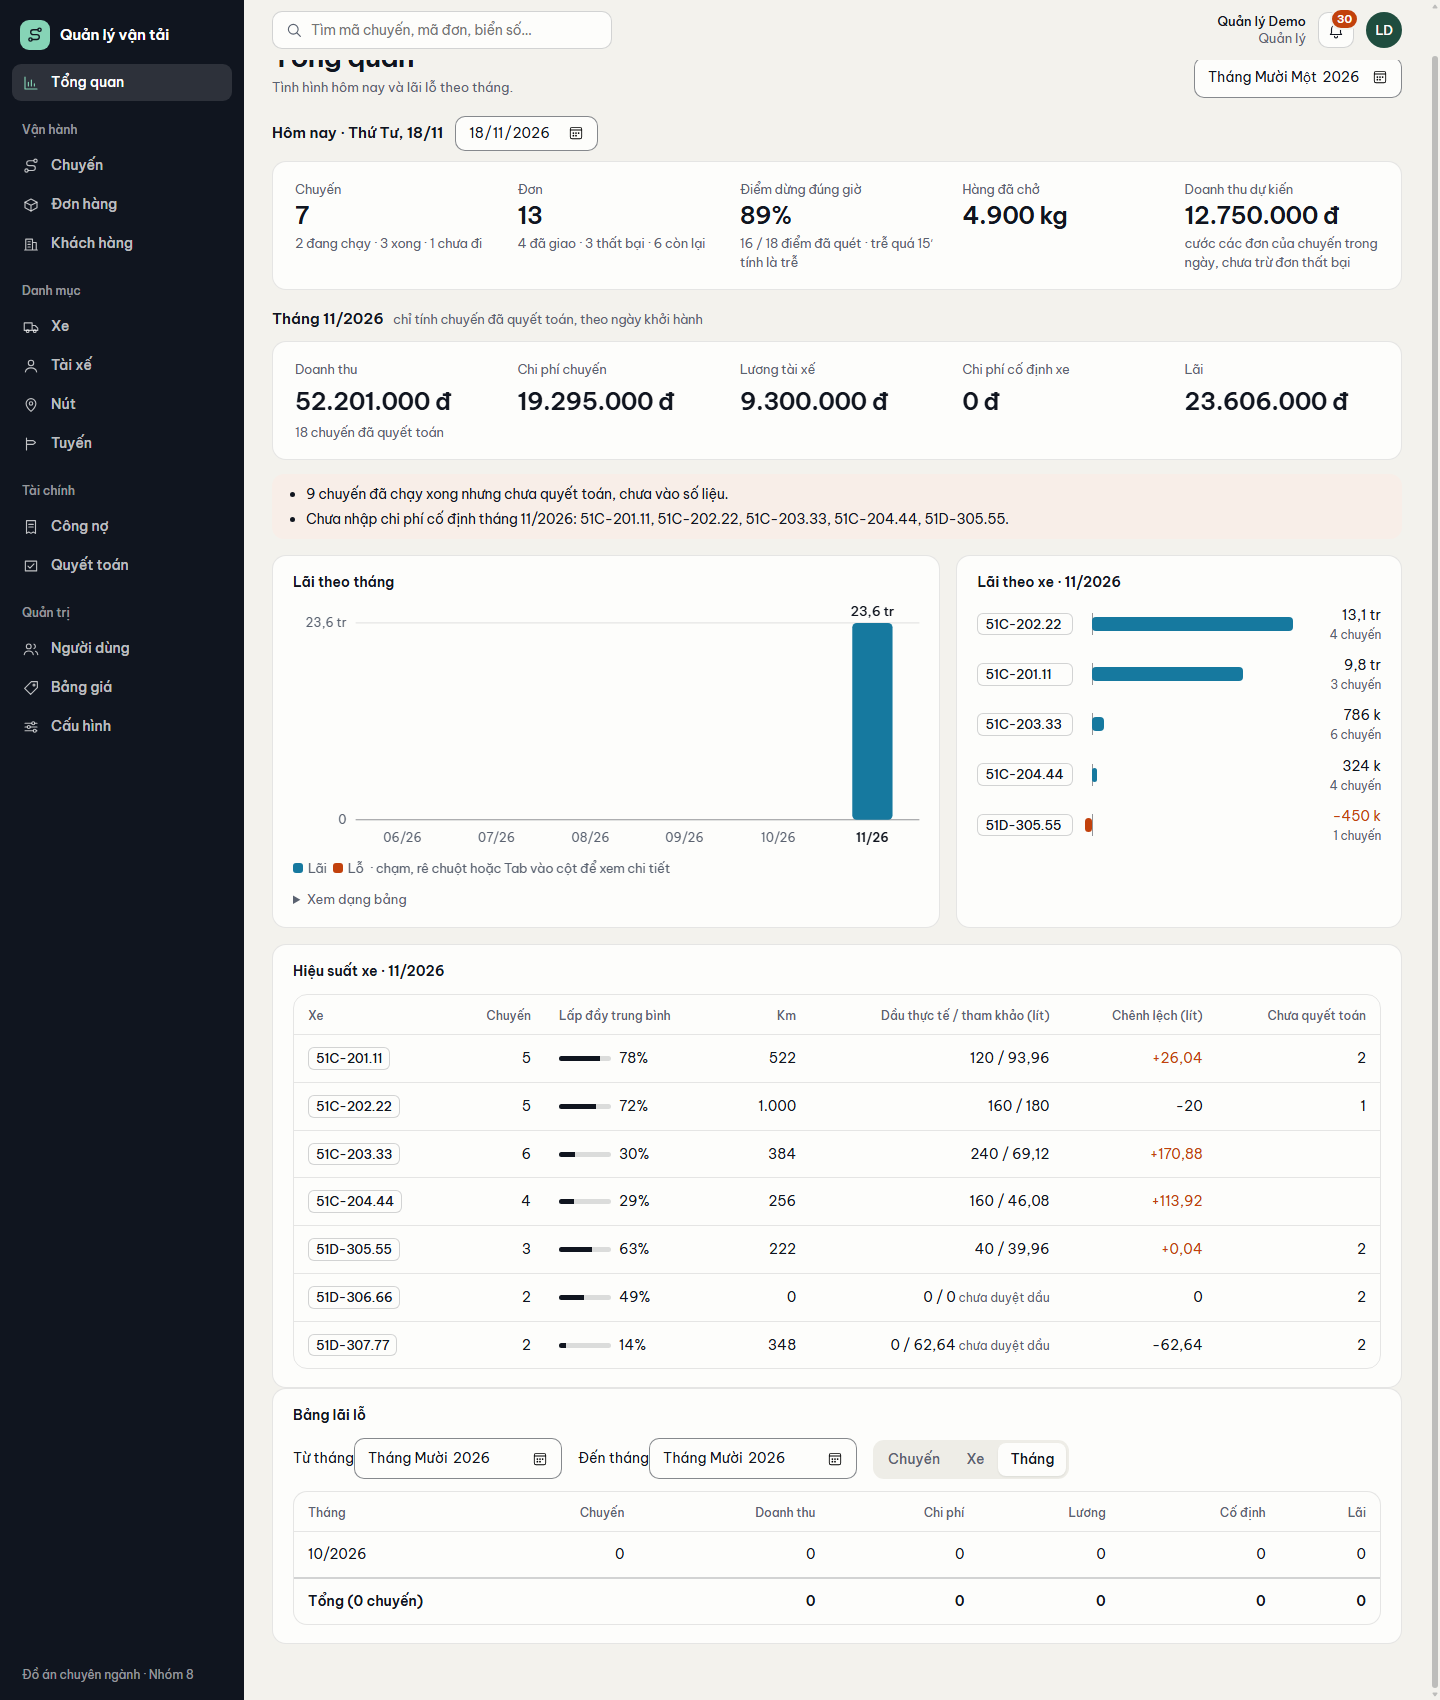 Quản lý vận tải
Tìm mã chuyến, mã đơn, biển số...
Quản lý Demo
Quản lý
30
LD
Tổng quan
Vận hành
Chuyến
Đơn hàng
Khách hàng
Danh mục
Xe
Tài xế
Nút
Tuyến
Tài chính
Công nợ
Quyết toán
Quản trị
Người dùng
Bảng giá
Cấu hình
Đồ án chuyên ngành · Nhóm 8
Tổng quan
Tình hình hôm nay và lãi lỗ theo tháng.
Tháng Mười Một 2026
Hôm nay · Thứ Tư, 18/11
18/11/2026
Chuyến
7
2 đang chạy · 3 xong · 1 chưa đi
Đơn
13
4 đã giao · 3 thất bại · 6 còn lại
Điểm dừng đúng giờ
89%
16 / 18 điểm đã quét · trễ quá 15'
tính là trễ
Hàng đã chở
4.900 kg
Doanh thu dự kiến
12.750.000 đ
cước các đơn của chuyến trong
ngày, chưa trừ đơn thất bại
Tháng 11/2026 chỉ tính chuyến đã quyết toán, theo ngày khởi hành
Doanh thu
52.201.000 đ
18 chuyến đã quyết toán
Chi phí chuyến
19.295.000 đ
Lương tài xế
9.300.000 đ
Chi phí cố định xe
0 đ
Lãi
23.606.000 đ
• 9 chuyến đã chạy xong nhưng chưa quyết toán, chưa vào số liệu.
• Chưa nhập chi phí cố định tháng 11/2026: 51C-201.11, 51C-202.22, 51C-203.33, 51C-204.44, 51D-305.55.
Lãi theo tháng
23,6 tr
23,6 tr
0
06/26 07/26 08/26 09/26 10/26 11/26
Lãi Lỗ · chạm, rê chuột hoặc Tab vào cột để xem chi tiết
Xem dạng bảng
Lãi theo xe · 11/2026
51C-202.22 13,1 tr
4 chuyến
51C-201.11 9,8 tr
3 chuyến
51C-203.33 786 k
6 chuyến
51C-204.44 324 k
4 chuyến
51D-305.55 −450 k
1 chuyến
Hiệu suất xe · 11/2026
Xe Chuyến Lấp đầy trung bình Km Dầu thực tế / tham khảo (lít) Chênh lệch (lít) Chưa quyết toán
51C-201.11 5 78% 522 120 / 93,96 +26,04 2
51C-202.22 5 72% 1.000 160 / 180 -20 1
51C-203.33 6 30% 384 240 / 69,12 +170,88
51C-204.44 4 29% 256 160 / 46,08 +113,92
51D-305.55 3 63% 222 40 / 39,96 +0,04 2
51D-306.66 2 49% 0 0 / 0 chưa duyệt dầu 0 2
51D-307.77 2 14% 348 0 / 62,64 chưa duyệt dầu -62,64 2
Bảng lãi lỗ
Từ tháng Tháng Mười 2026 Đến tháng Tháng Mười 2026 Chuyến Xe Tháng
Tháng Chuyến Doanh thu Chi phí Lương Cố định Lãi
10/2026 0 0 0 0 0 0
Tổng (0 chuyến) 0 0 0 0 0